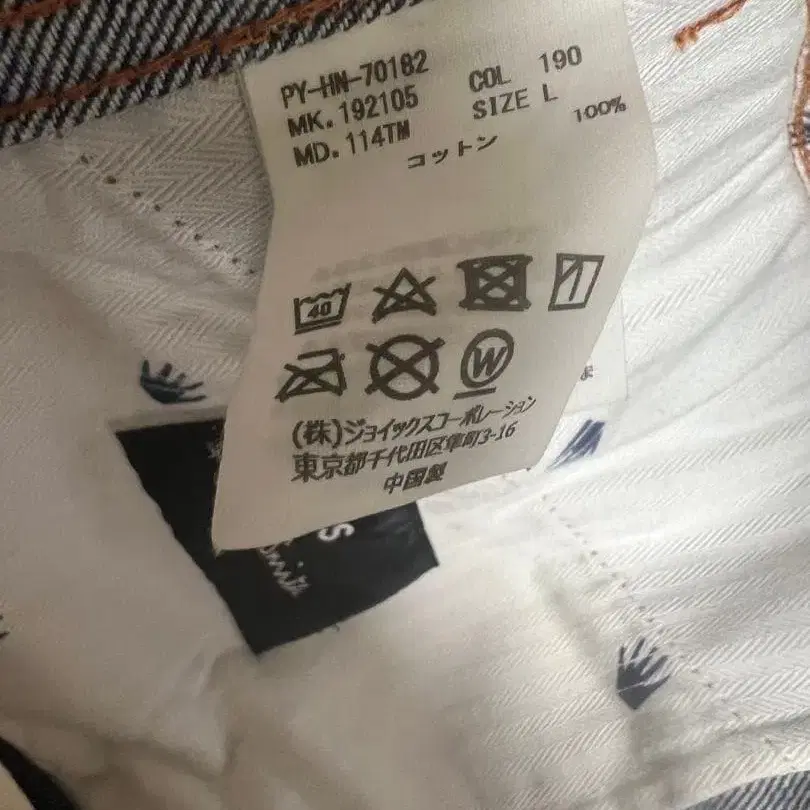 PY-HN-70182 COL 190
MK. 192105 SIZE L
MD. 114TM
コットン 100%
40
W
(株)ジョイックスコーポレーション
東京都千代田区隼町3-16
中国製
ま
S